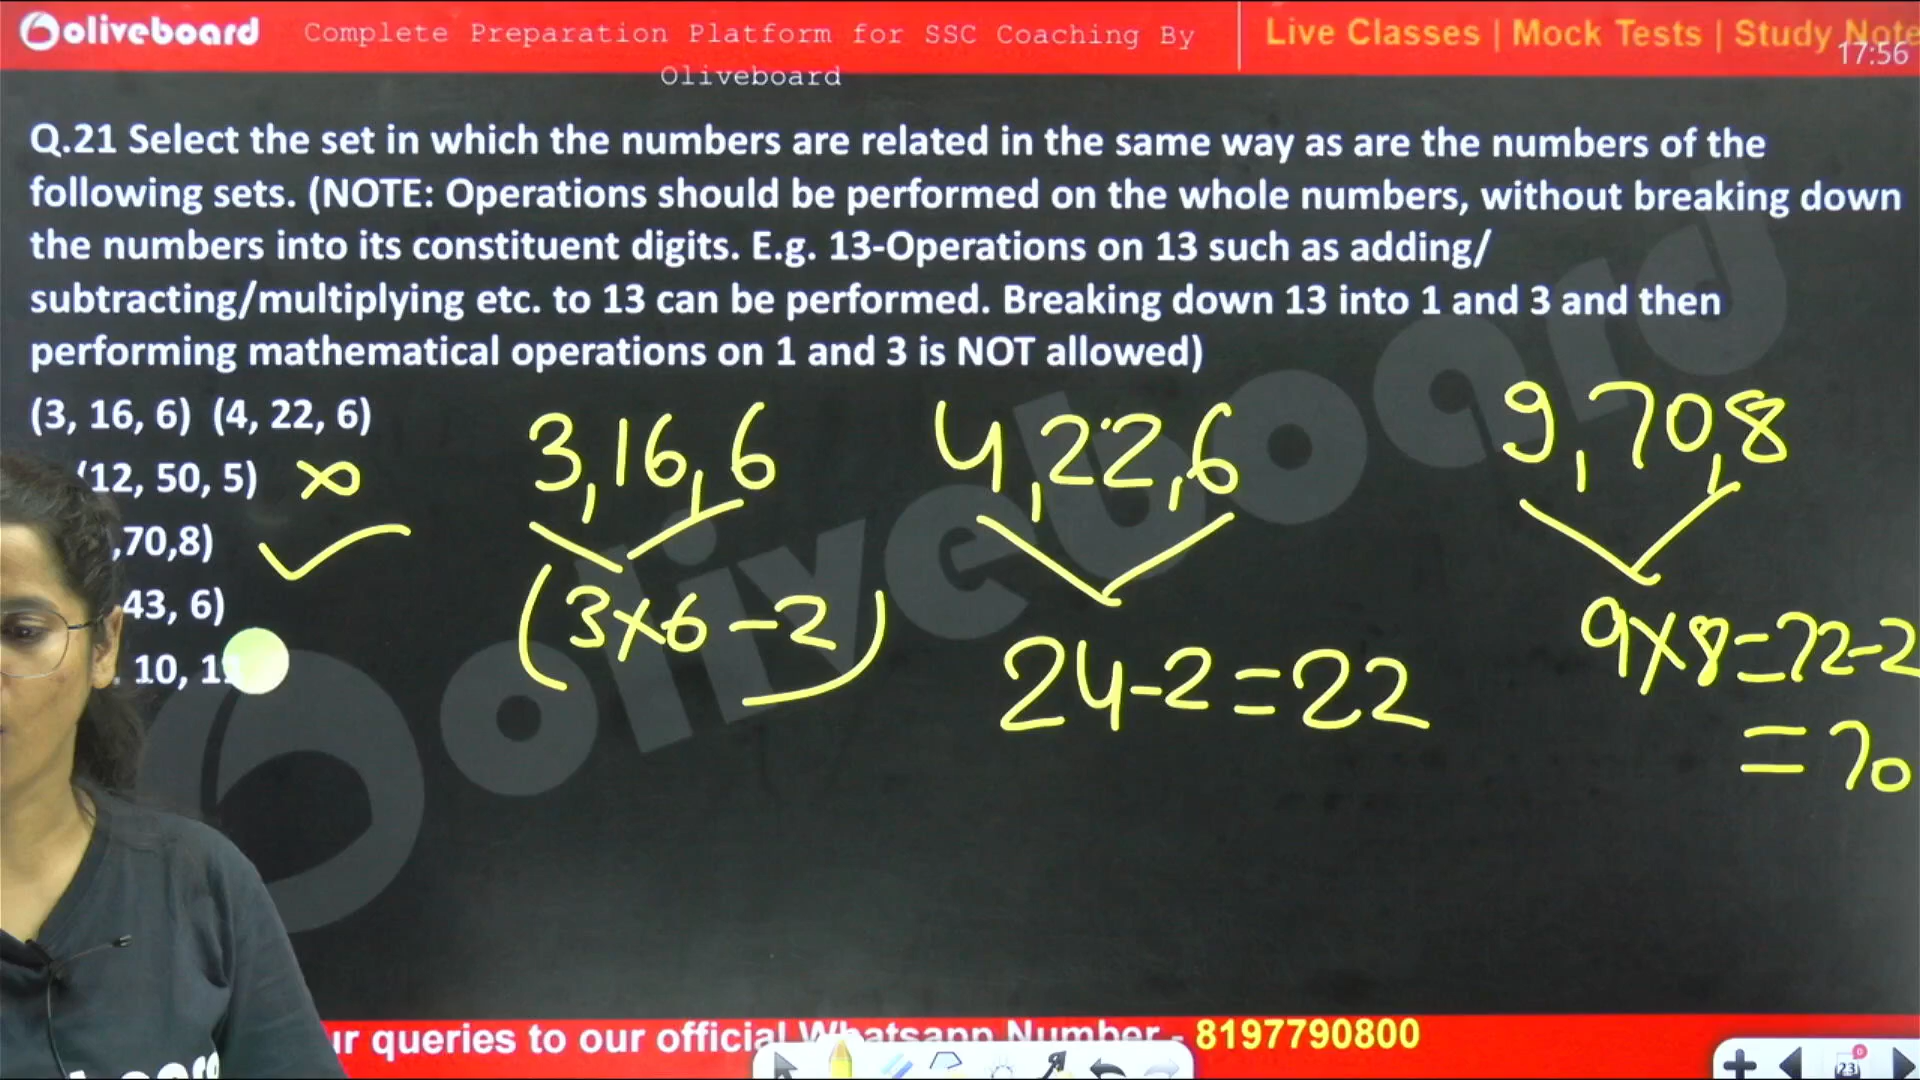 oliveboard
Complete Preparation Platform for SSC Coaching By
Oliveboard
Live Classes | Mock Tests | Study Note
17:56
Q.21 Select the set in which the numbers are related in the same way as are the numbers of the
following sets. (NOTE: Operations should be performed on the whole numbers, without breaking down
the numbers into its constituent digits. E.g. 13-Operations on 13 such as adding/
subtracting/multiplying etc. to 13 can be performed. Breaking down 13 into 1 and 3 and then
performing mathematical operations on 1 and 3 is NOT allowed)
(3, 16, 6) (4, 22, 6)
(12, 50, 5)
,70,8)
43, 6)
10, 1
3,16,6
(3×6-2)
4,22,6
24-2=22
9,70,8
9×8=72-2
=70
oliveboard
ur queries to our official Whatsapp Number - 8197790800
23